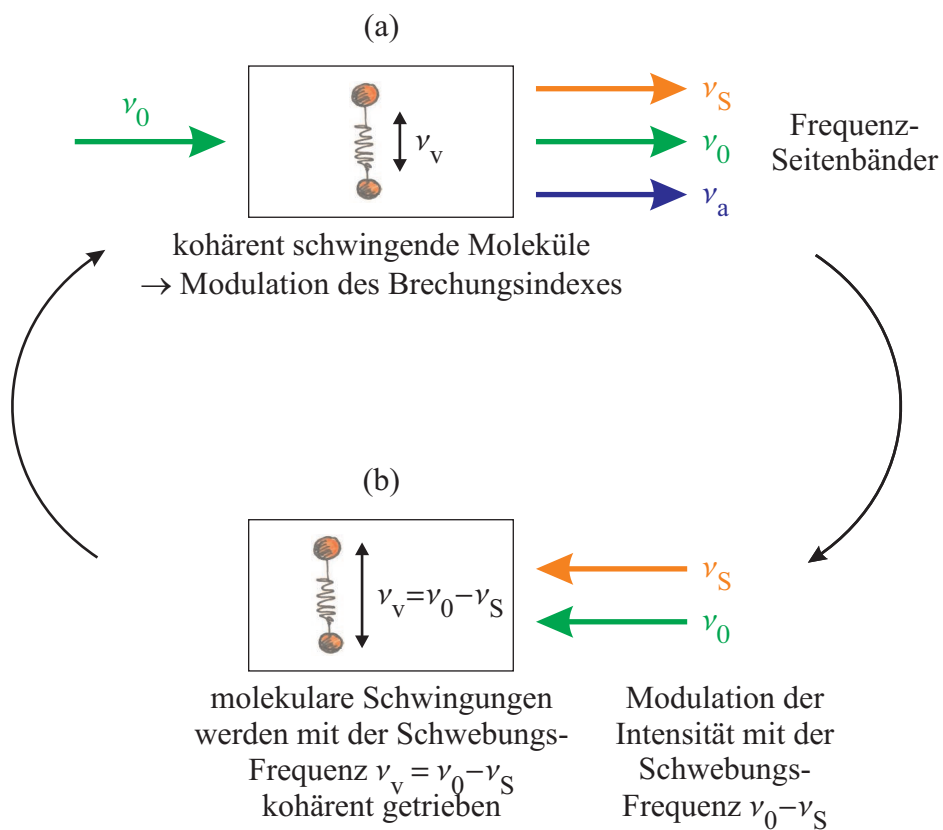 (a)
ν0
νv
νS
ν0
νa
Frequenz-
Seitenbänder
kohärent schwingende Moleküle
→ Modulation des Brechungsindexes
(b)
νv=ν0−νS
νS
ν0
molekulare Schwingungen
werden mit der Schwebungs-
Frequenz νv = ν0−νS
kohärent getrieben
Modulation der
Intensität mit der
Schwebungs-
Frequenz ν0−νS